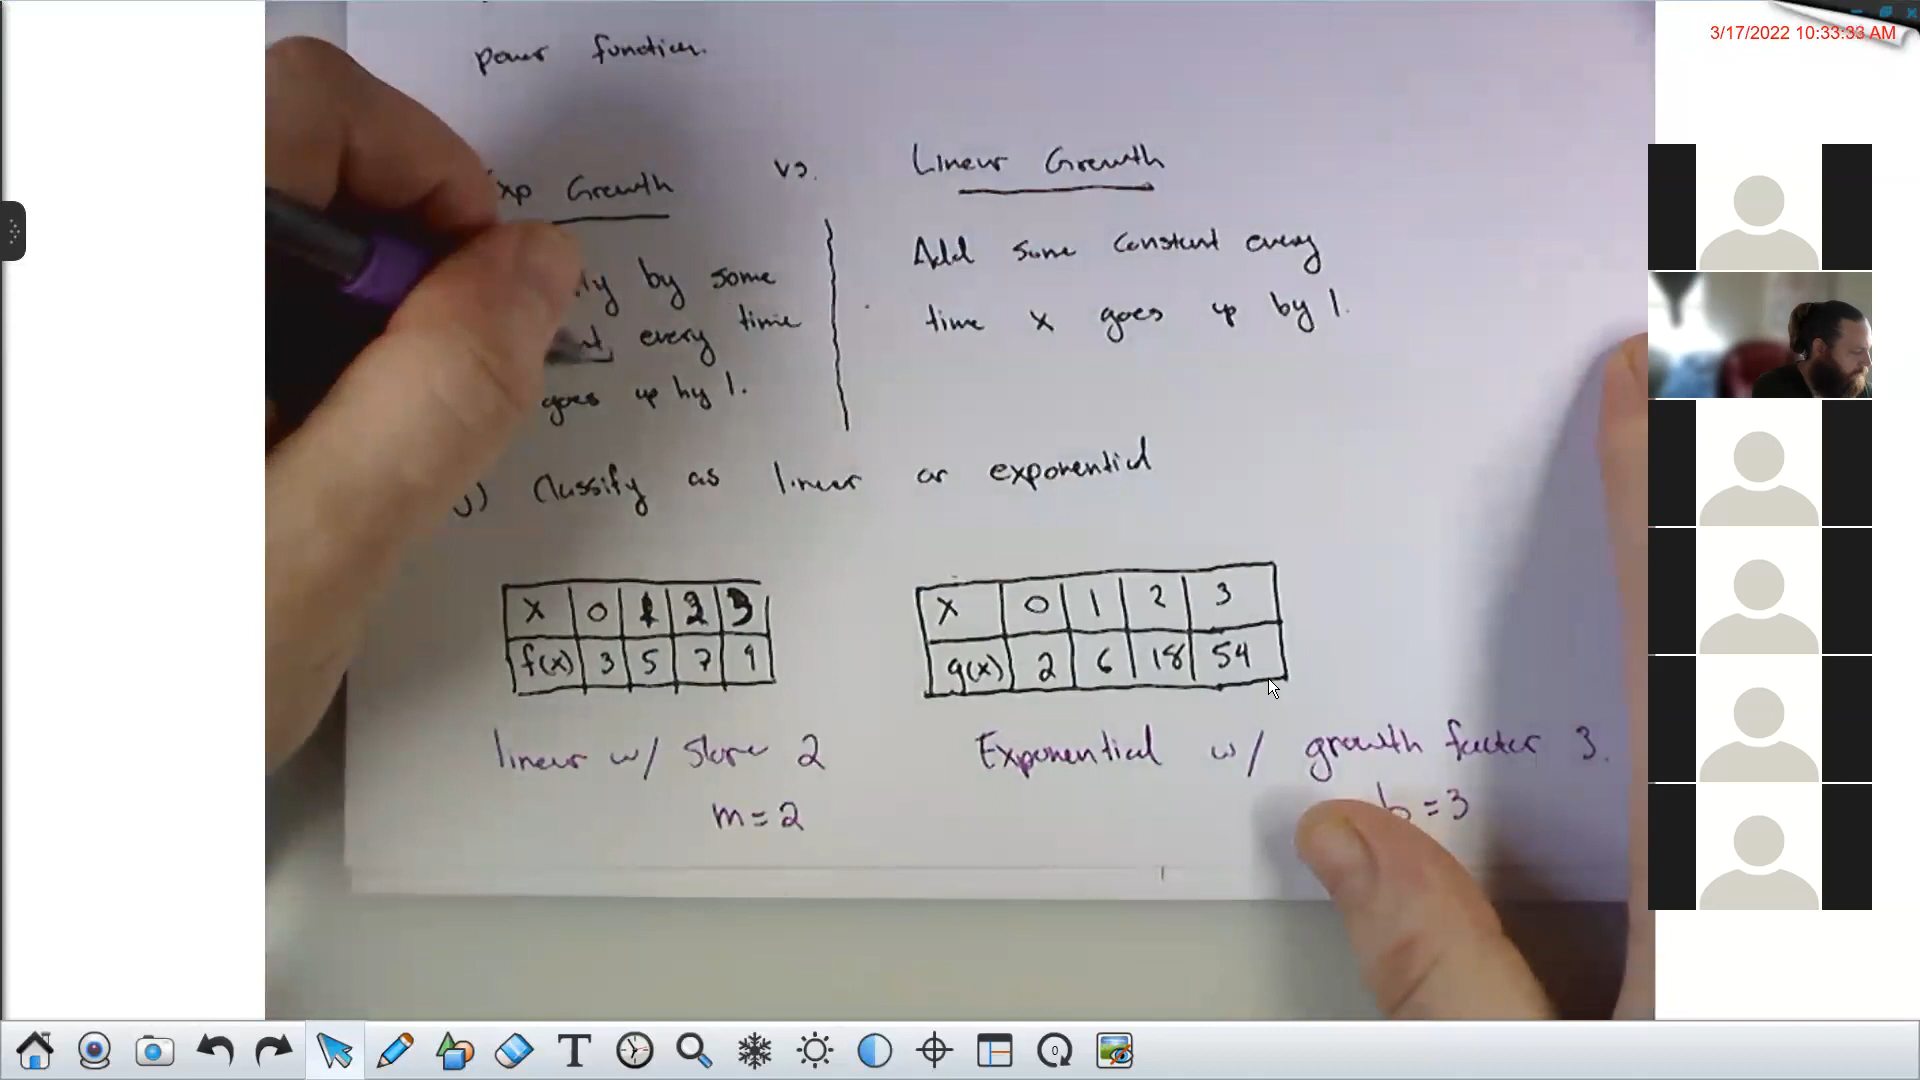 3/17/2022 10:33:33 AM
power function.
xp Growth vs. Linear Growth
ly by some
every time
goes up by 1.
Add some constant every
time x goes up by 1.
Classify as linear or exponential
x 0 1 2 3
f(x) 3 5 7 9
x 0 1 2 3
g(x) 2 6 18 54
linear w/ slope 2
m = 2
Exponential w/ growth factor 3.
b = 3
T
0